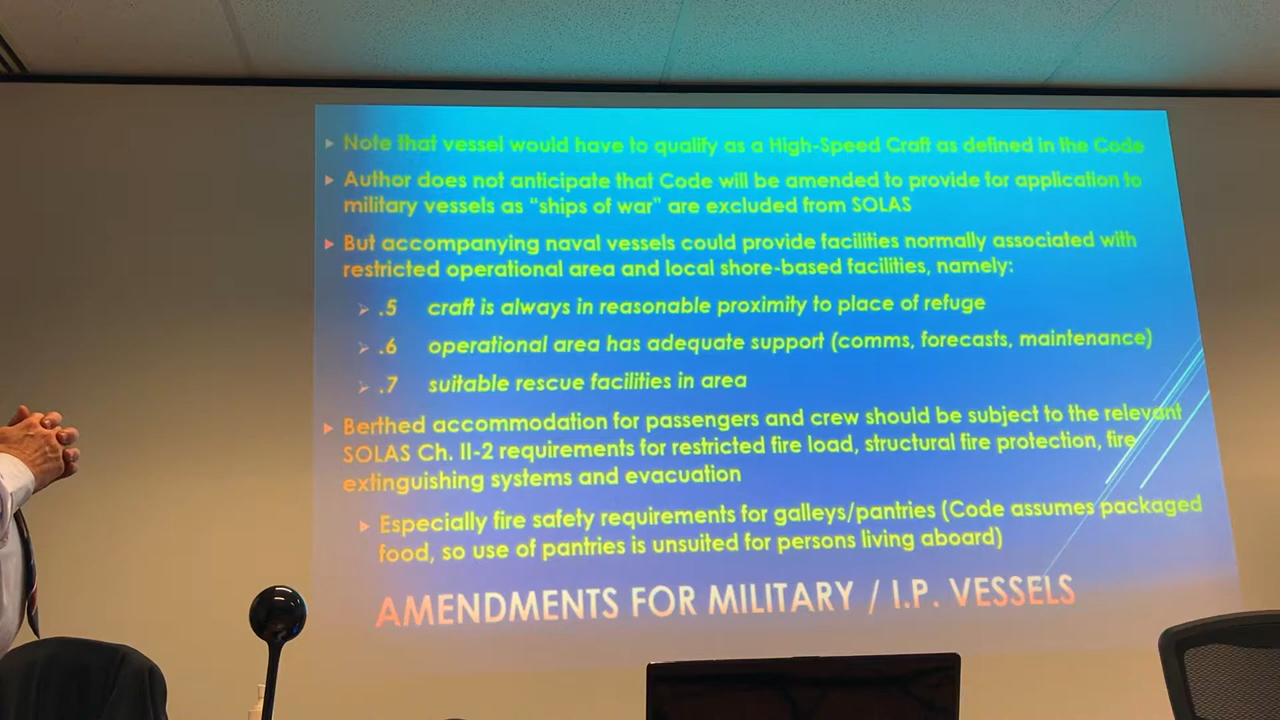 Note that vessel would have to qualify as a High-Speed Craft as defined in the Code
Author does not anticipate that Code will be amended to provide for application to
military vessels as “ships of war” are excluded from SOLAS
But accompanying naval vessels could provide facilities normally associated with
restricted operational area and local shore-based facilities, namely:
.5 craft is always in reasonable proximity to place of refuge
.6 operational area has adequate support (comms, forecasts, maintenance)
.7 suitable rescue facilities in area
Berthed accommodation for passengers and crew should be subject to the relevant
SOLAS Ch. II-2 requirements for restricted fire load, structural fire protection, fire
extinguishing systems and evacuation
Especially fire safety requirements for galleys/pantries (Code assumes packaged
food, so use of pantries is unsuited for persons living aboard)
AMENDMENTS FOR MILITARY / I.P. VESSELS